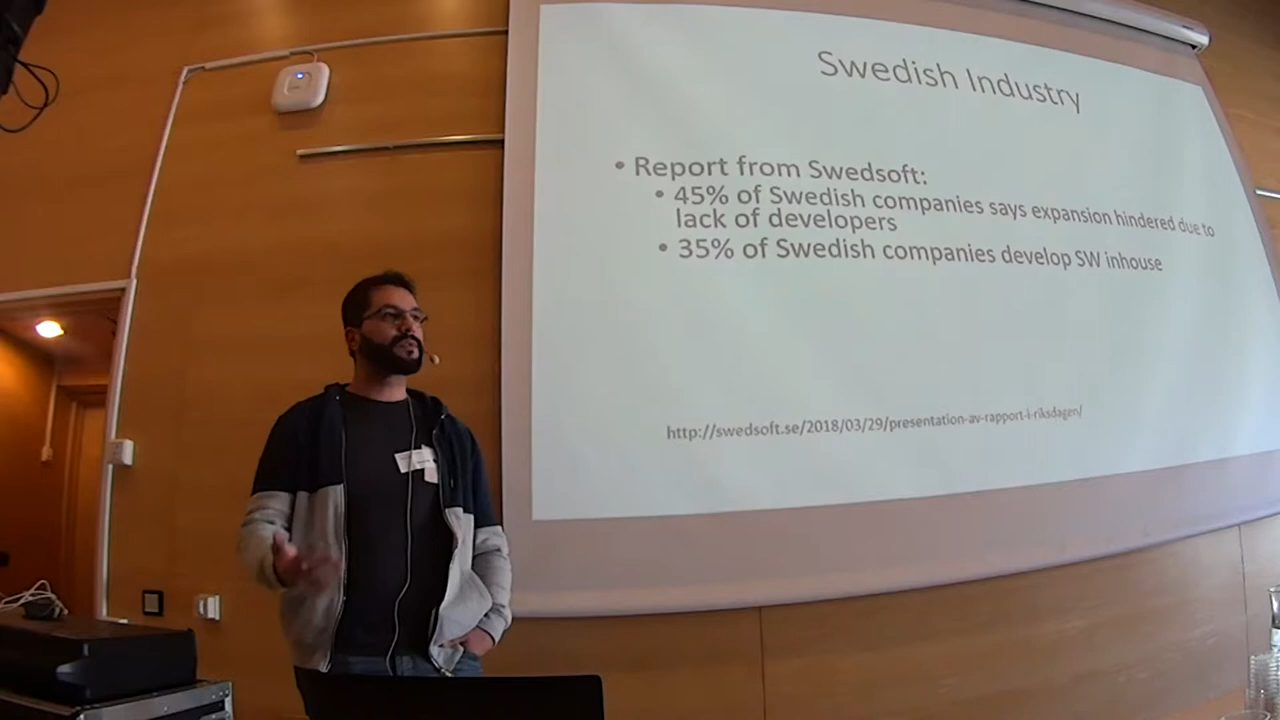 Swedish Industry
• Report from Swedsoft:
• 45% of Swedish companies says expansion hindered due to
lack of developers
• 35% of Swedish companies develop SW inhouse
http://swedsoft.se/2018/03/29/presentation-av-rapport-i-riksdagen/